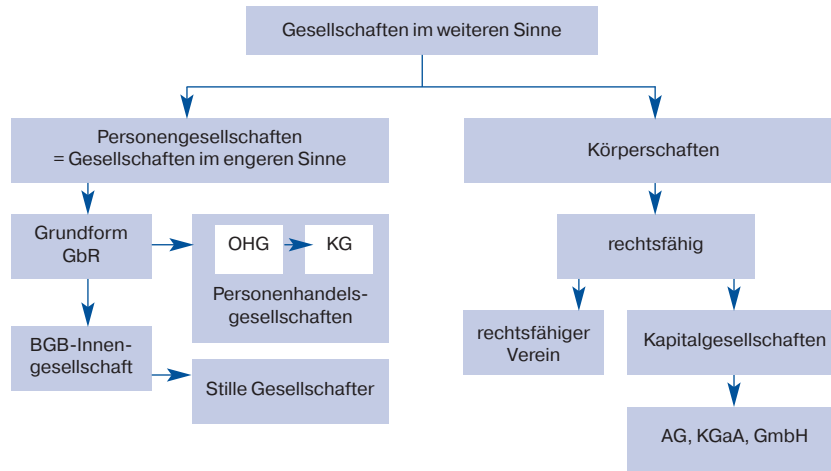 Gesellschaften im weiteren Sinne
Personengesellschaften
= Gesellschaften im engeren Sinne
Körperschaften
Grundform
GbR
OHG
KG
Personenhandels-
gesellschaften
rechtsfähig
BGB-Innen-
gesellschaft
Stille Gesellschafter
rechtsfähiger
Verein
Kapitalgesellschaften
AG, KGaA, GmbH